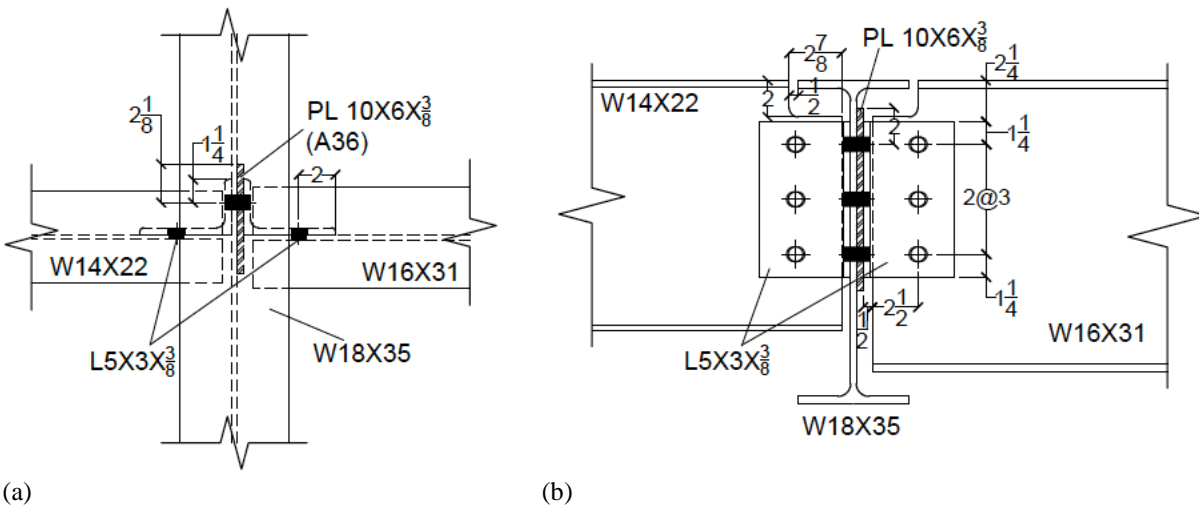 PL 10X6X3/8
(A36)
2 1/8
1 1/4
2
W14X22
W16X31
L5X3X3/8
W18X35
(a)
PL 10X6X3/8
2 7/8
2 1/4
W14X22
2
1/2
2
1 1/4
2@3
1 1/4
2 1/2
1/2
L5X3X3/8
W16X31
W18X35
(b)